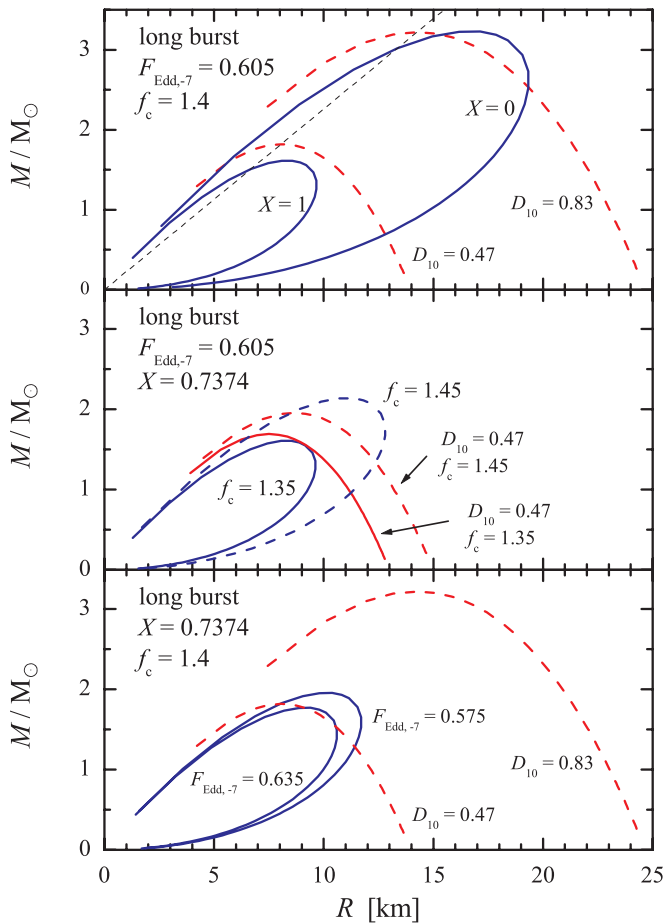 3
2
1
0
M / M☉
long burst
F_Edd,-7 = 0.605
f_c = 1.4
X = 0
X = 1
D_10 = 0.83
D_10 = 0.47
3
2
1
0
M / M☉
long burst
F_Edd,-7 = 0.605
X = 0.7374
f_c = 1.45
D_10 = 0.47
f_c = 1.45
f_c = 1.35
D_10 = 0.47
f_c = 1.35
3
2
1
0
M / M☉
long burst
X = 0.7374
f_c = 1.4
F_Edd, -7 = 0.575
F_Edd, -7 = 0.635
D_10 = 0.83
D_10 = 0.47
0 5 10 15 20 25
R [km]